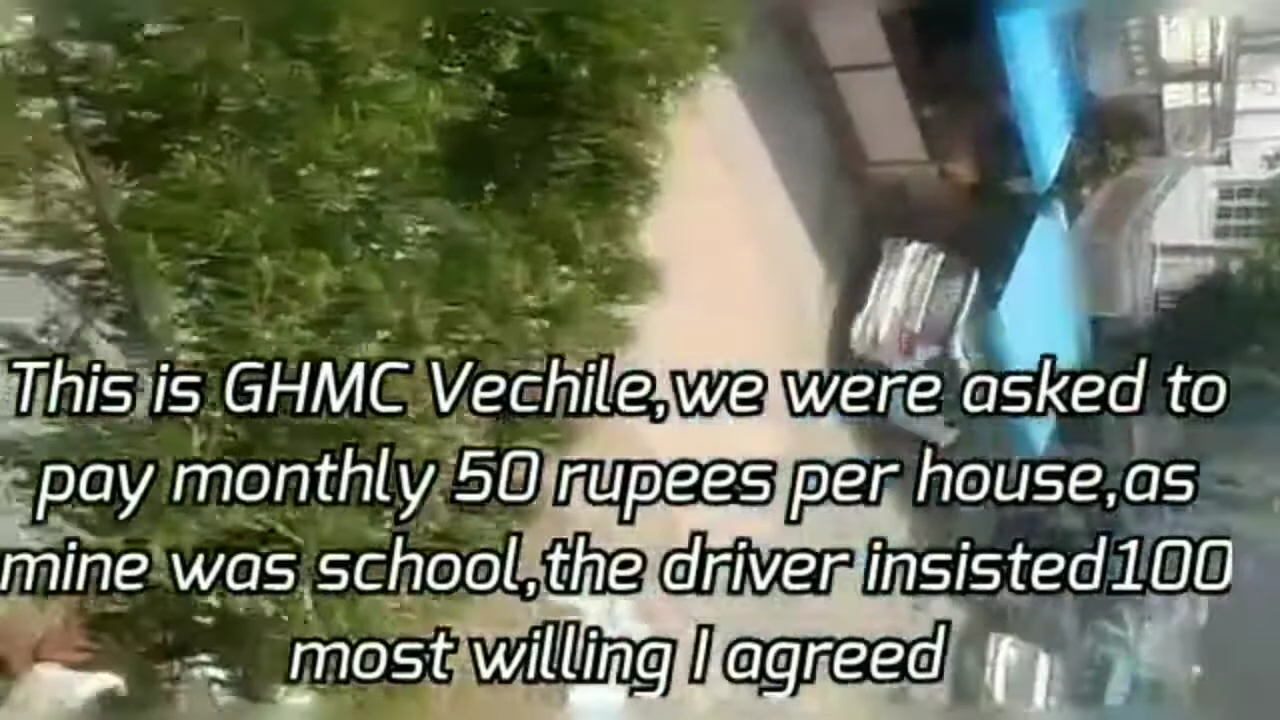 This is GHMC Vechile,we were asked to
pay monthly 50 rupees per house,as
mine was school,the driver insisted100
most willing I agreed